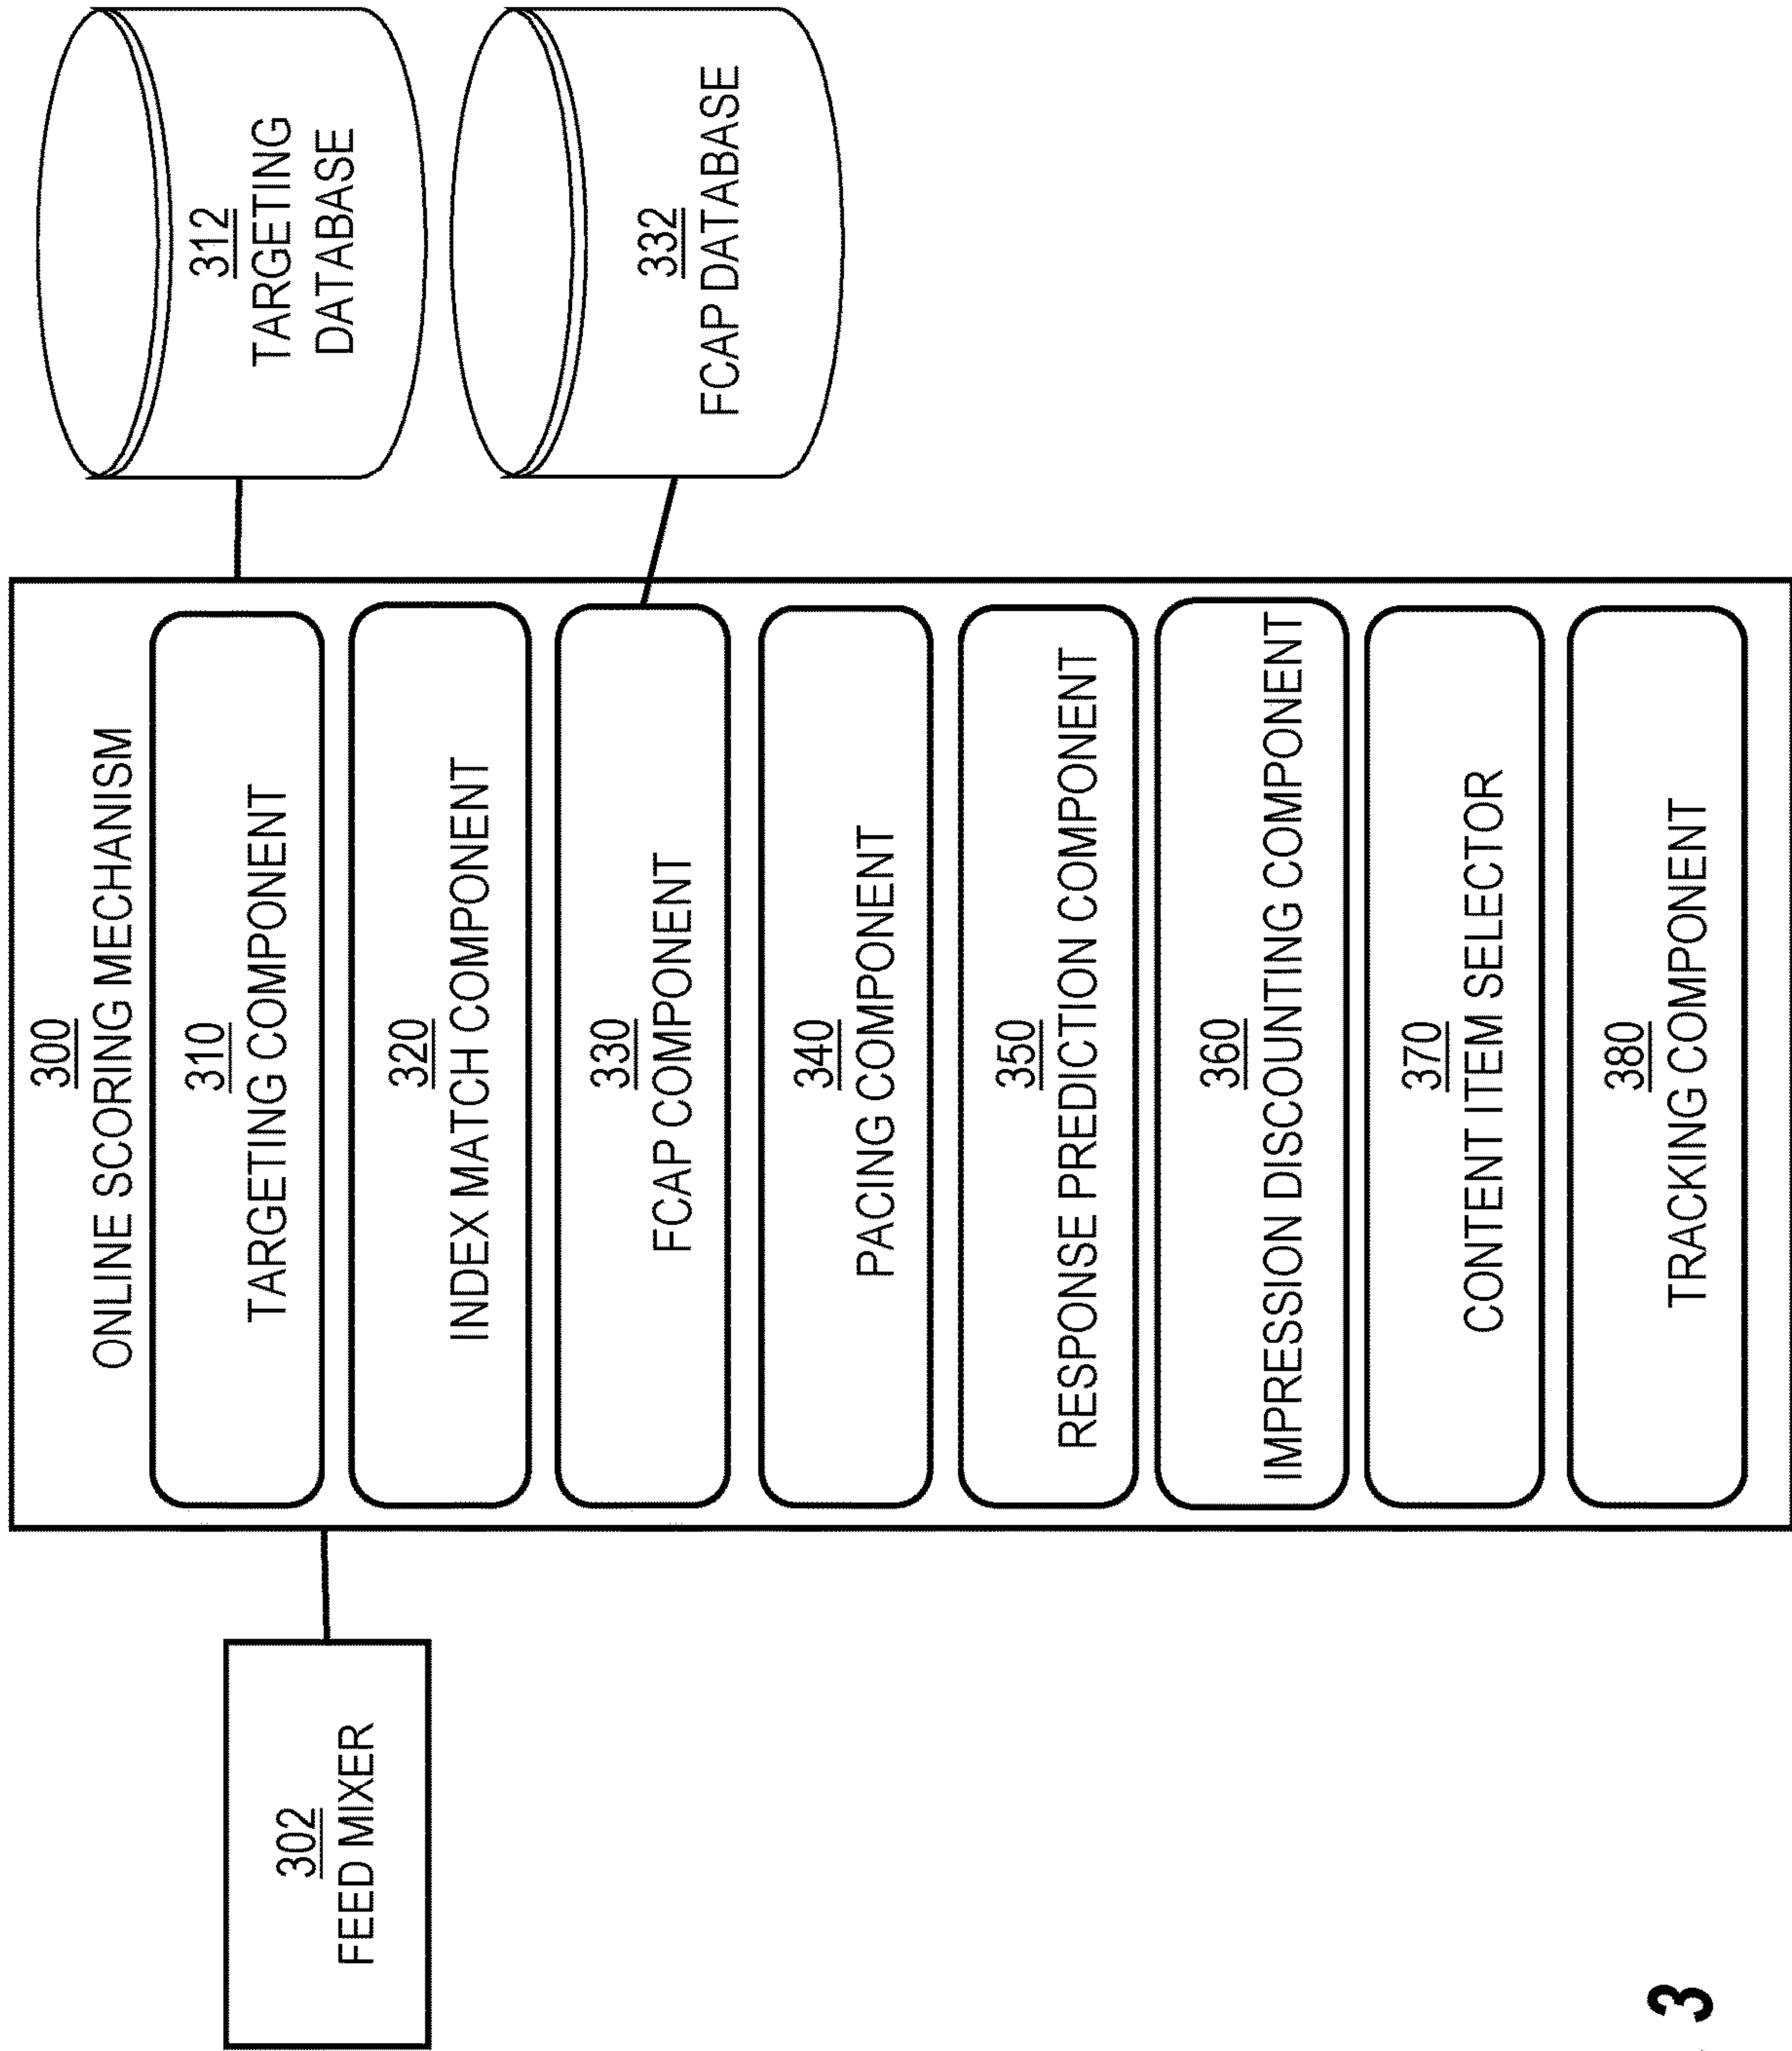 302
FEED MIXER
300
ONLINE SCORING MECHANISM
310
TARGETING COMPONENT
320
INDEX MATCH COMPONENT
330
FCAP COMPONENT
340
PACING COMPONENT
350
RESPONSE PREDICTION COMPONENT
360
IMPRESSION DISCOUNTING COMPONENT
370
CONTENT ITEM SELECTOR
380
TRACKING COMPONENT
312
TARGETING
DATABASE
332
FCAP DATABASE
3